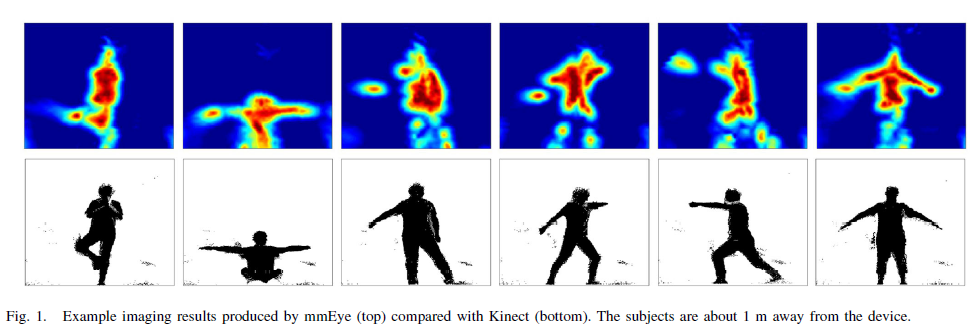 Fig. 1. Example imaging results produced by mmEye (top) compared with Kinect (bottom). The subjects are about 1 m away from the device.